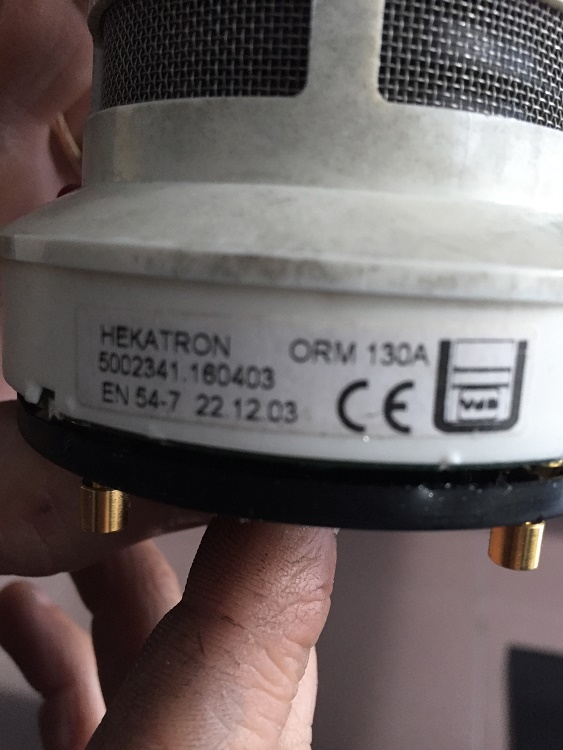 HEKATRON ORM 130A
5002341.160403
EN 54-7 22.12.03 CE
VdS